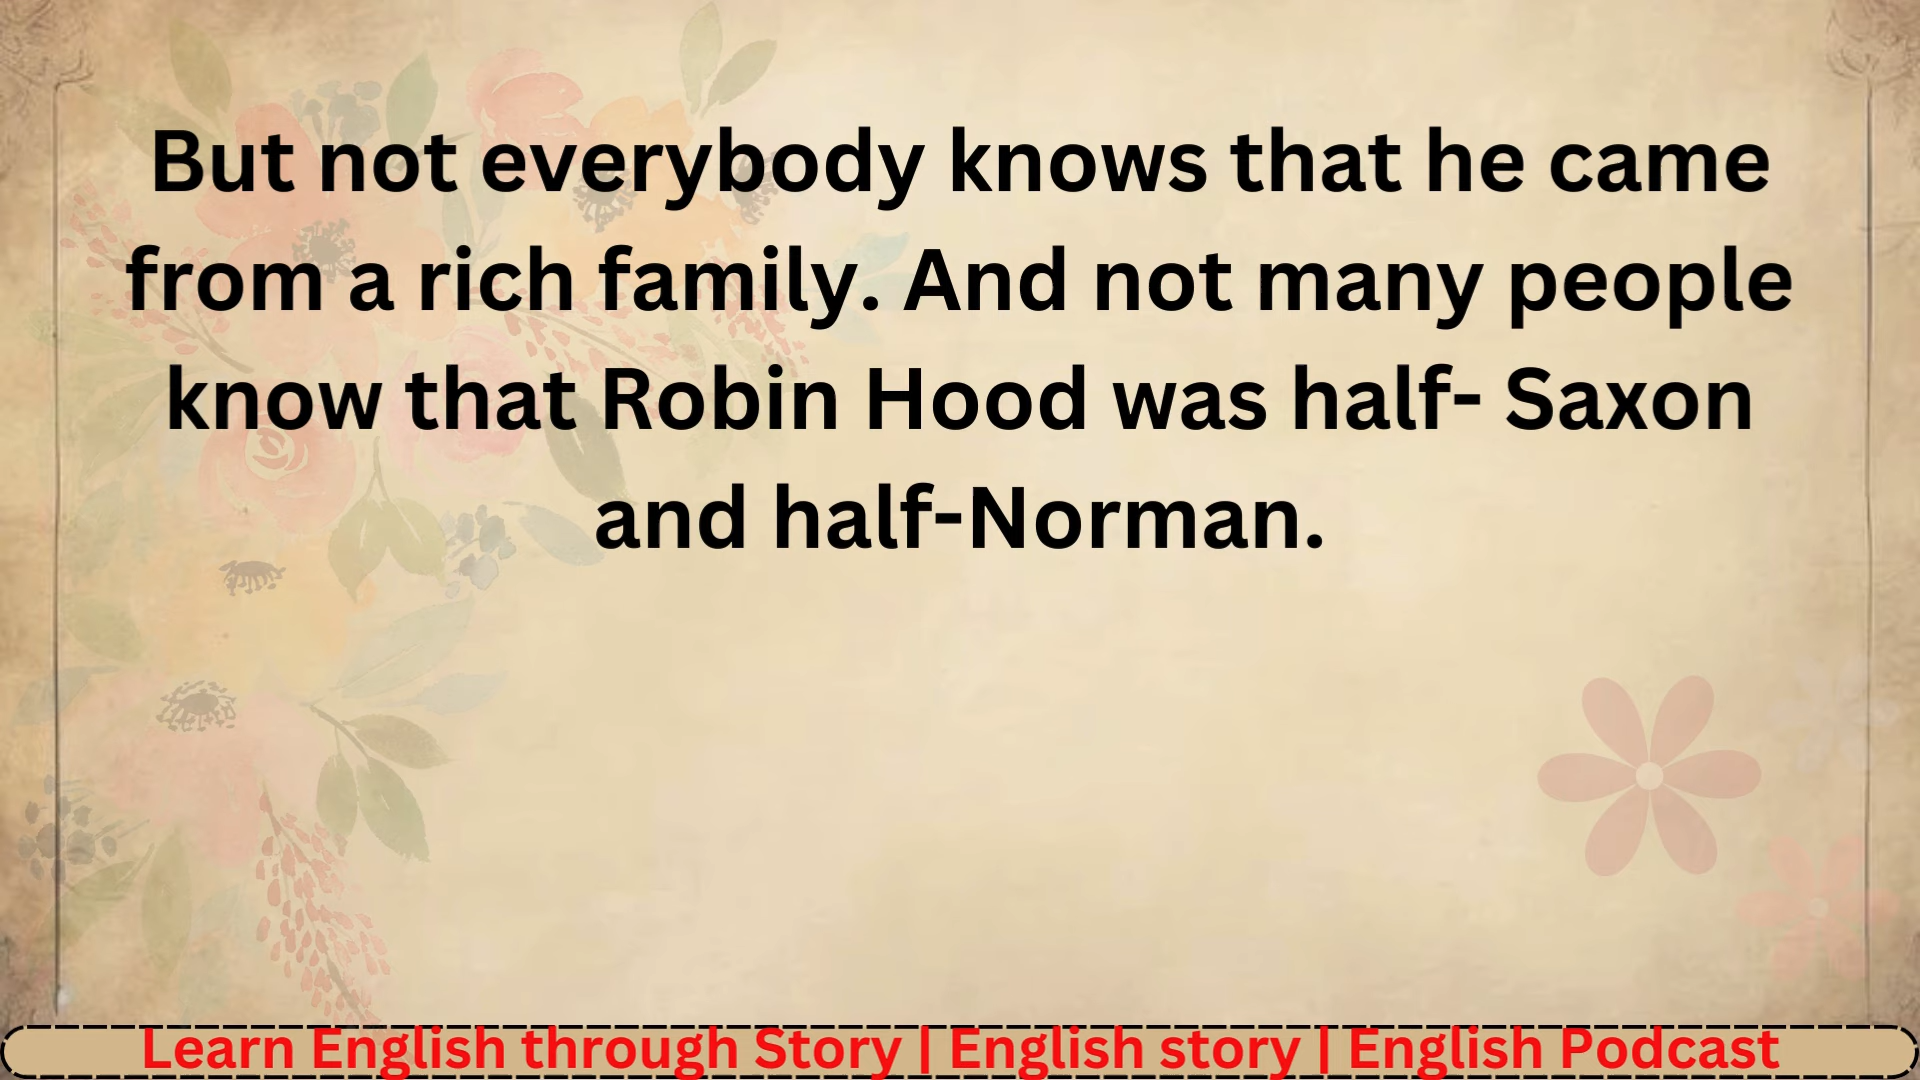 But not everybody knows that he came
from a rich family. And not many people
know that Robin Hood was half- Saxon
and half-Norman.
Learn English through Story | English story | English Podcast